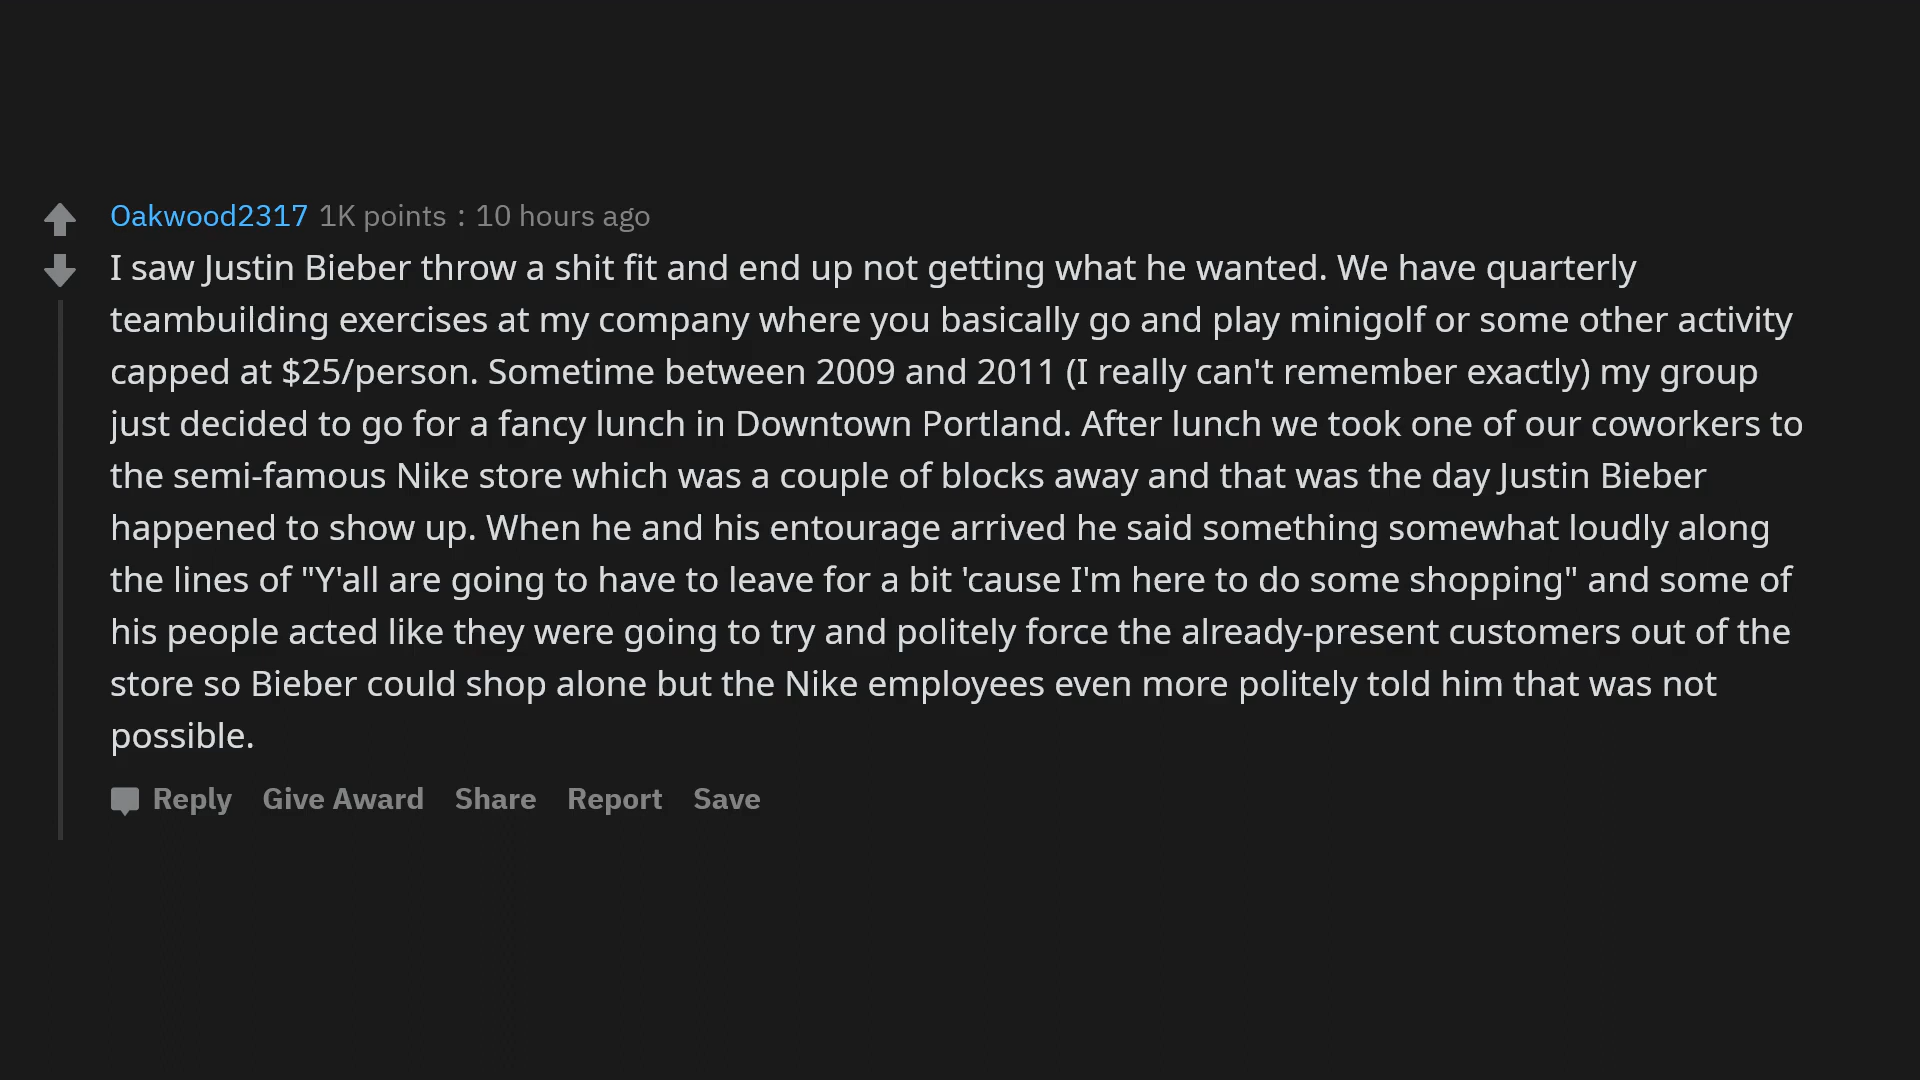 Oakwood2317 1K points : 10 hours ago
I saw Justin Bieber throw a shit fit and end up not getting what he wanted. We have quarterly
teambuilding exercises at my company where you basically go and play minigolf or some other activity
capped at $25/person. Sometime between 2009 and 2011 (I really can't remember exactly) my group
just decided to go for a fancy lunch in Downtown Portland. After lunch we took one of our coworkers to
the semi-famous Nike store which was a couple of blocks away and that was the day Justin Bieber
happened to show up. When he and his entourage arrived he said something somewhat loudly along
the lines of "Y'all are going to have to leave for a bit 'cause I'm here to do some shopping" and some of
his people acted like they were going to try and politely force the already-present customers out of the
store so Bieber could shop alone but the Nike employees even more politely told him that was not
possible.
Reply Give Award Share Report Save